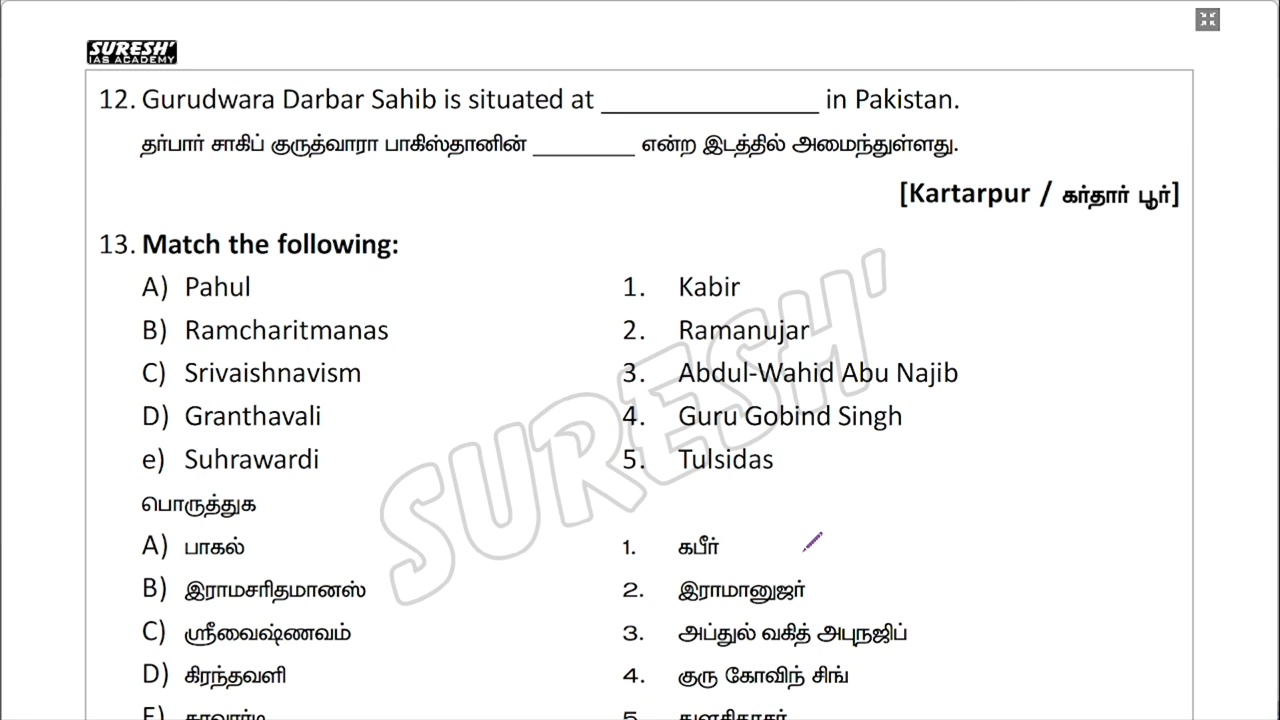 SURESH'
IAS ACADEMY
12. Gurudwara Darbar Sahib is situated at ________________ in Pakistan.
தர்பார் சாகிப் குருத்வாரா பாகிஸ்தானின் _________ என்ற இடத்தில் அமைந்துள்ளது.
[Kartarpur / கர்தார் பூர்]
13. Match the following:
A) Pahul 1. Kabir
B) Ramcharitmanas 2. Ramanujar
C) Srivaishnavism 3. Abdul-Wahid Abu Najib
D) Granthavali 4. Guru Gobind Singh
e) Suhrawardi 5. Tulsidas
பொருத்துக
A) பாகல் 1. கபீர்
B) இராமசரிதமானஸ் 2. இராமானுஜர்
C) ஸ்ரீவைஷ்ணவம் 3. அப்துல் வகித் அபுநஜிப்
D) கிரந்தவளி 4. குரு கோவிந் சிங்
SURESH'